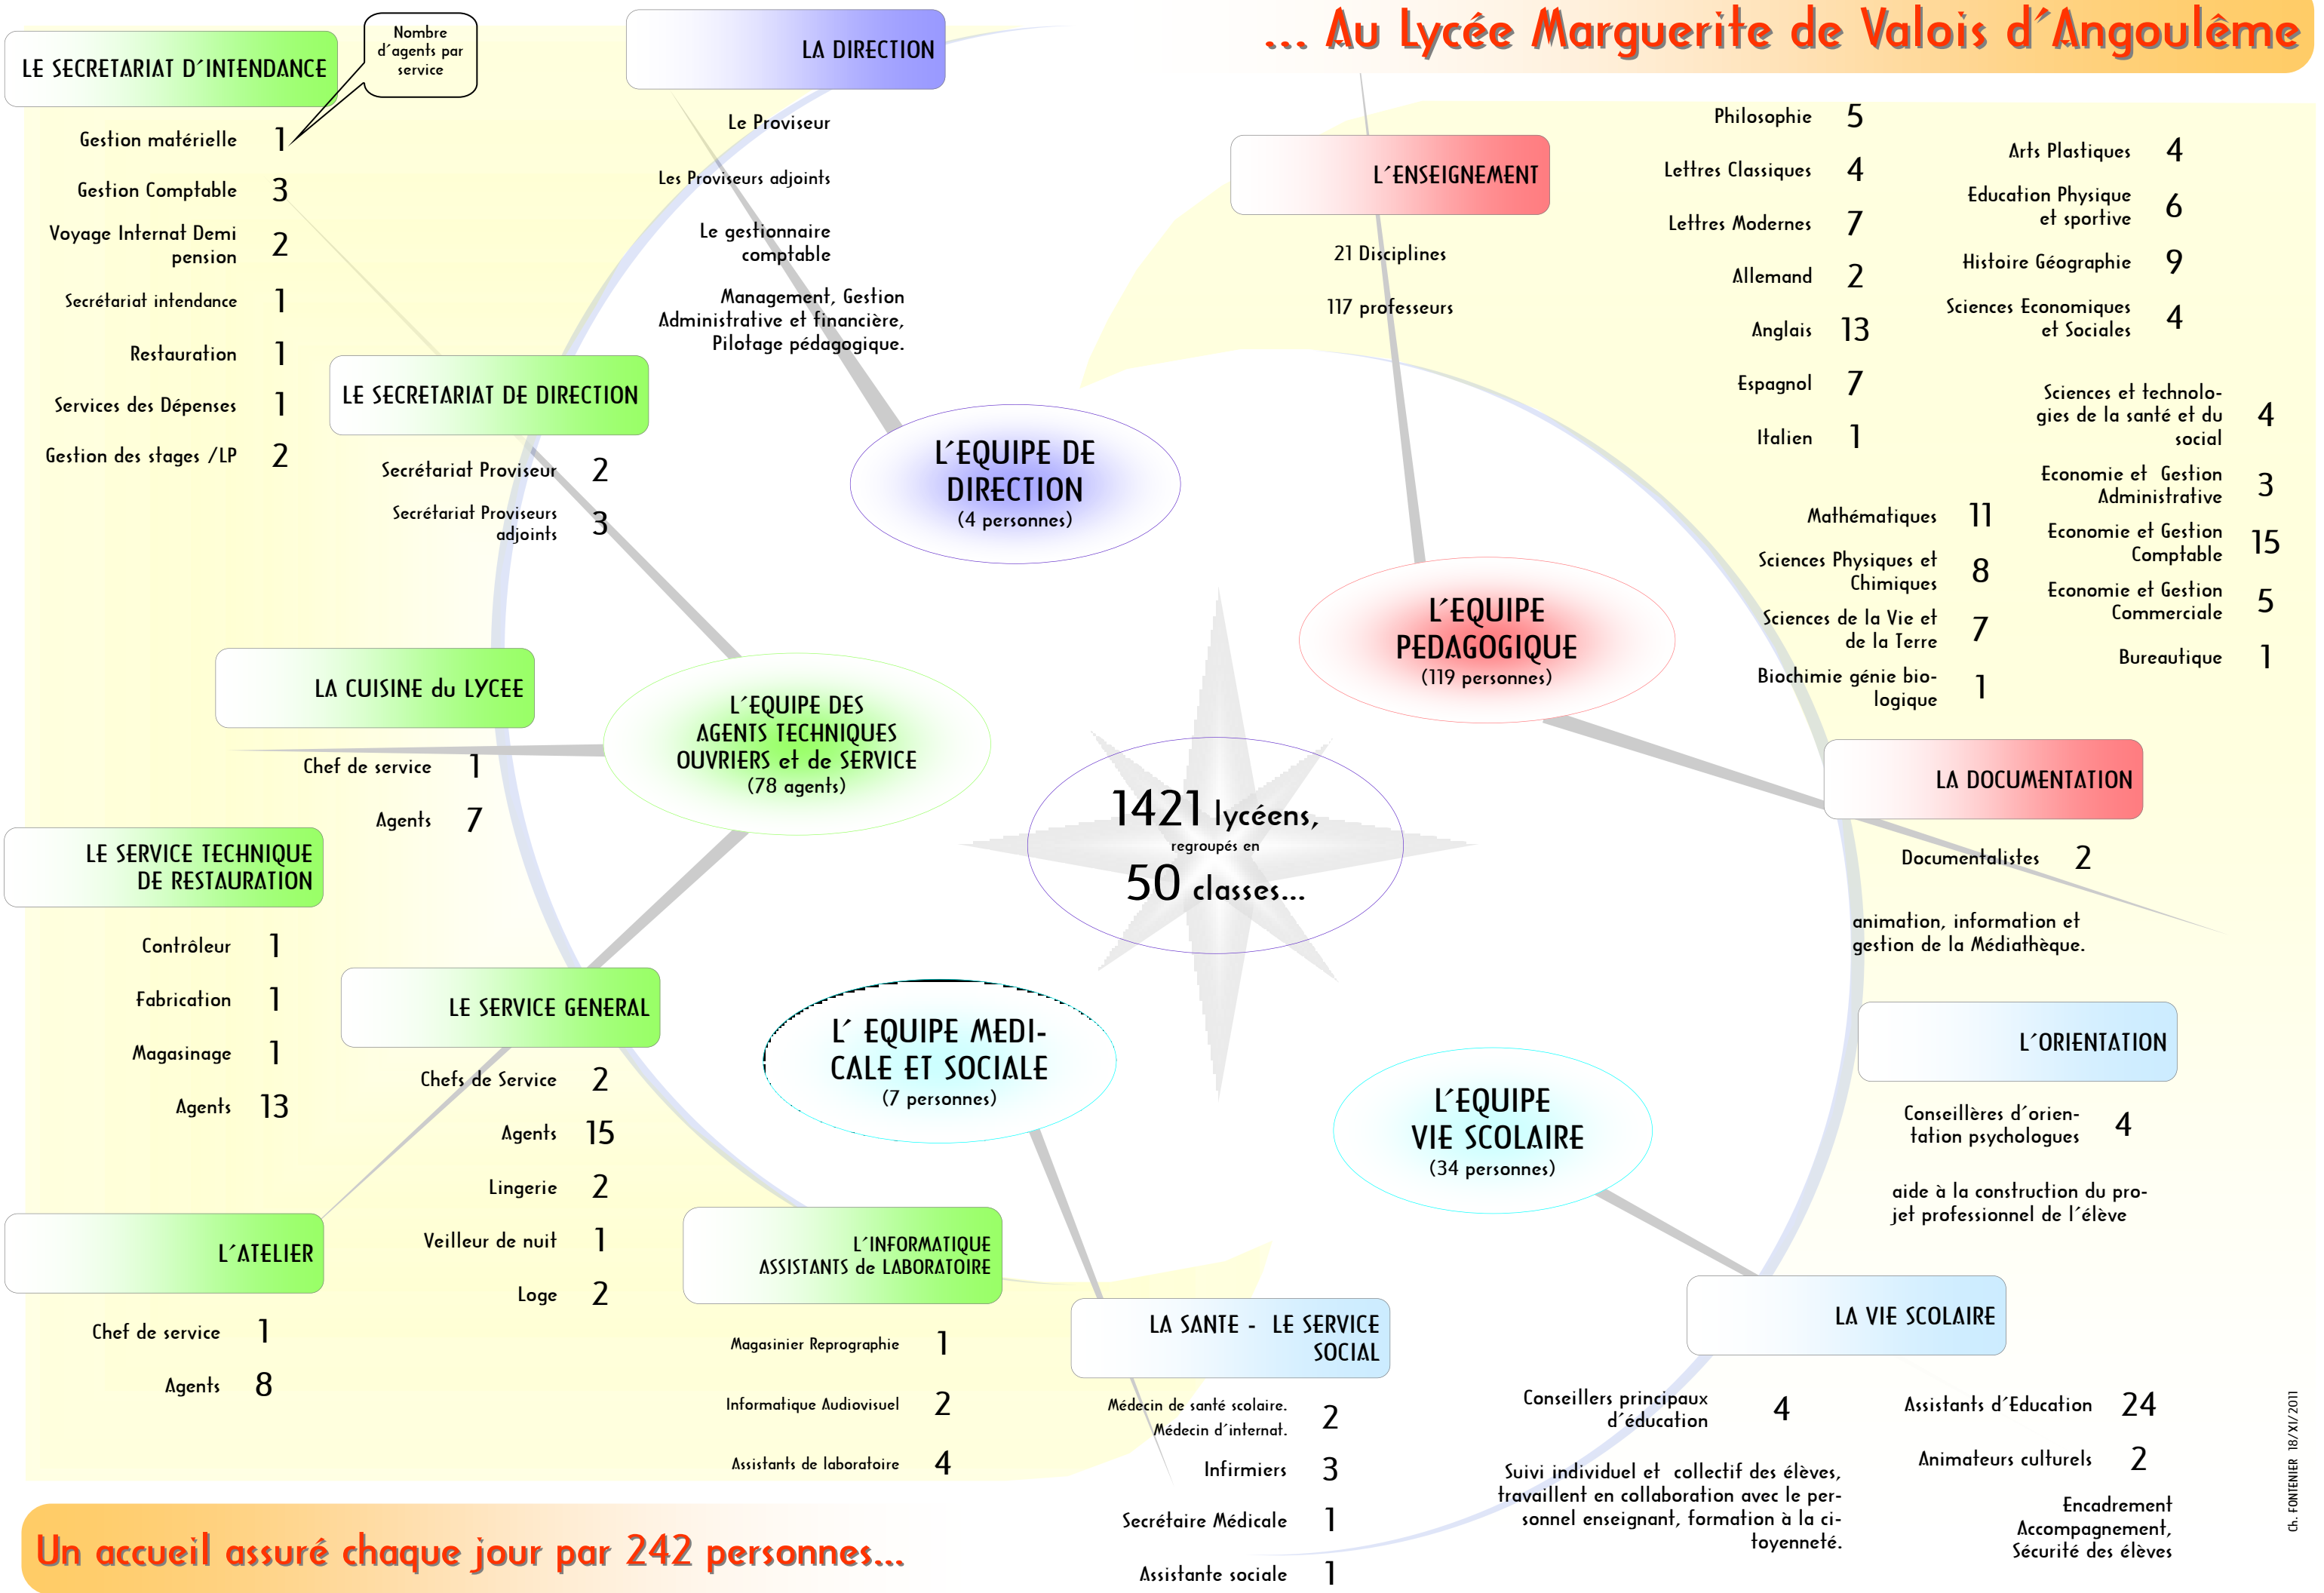 ... Au Lycée Marguerite de Valois d´Angoulême
LE SECRETARIAT D´INTENDANCE
Nombre
d´agents par
service
Gestion matérielle 1
Gestion Comptable 3
Voyage Internat Demi
pension 2
Secrétariat intendance 1
Restauration 1
Services des Dépenses 1
Gestion des stages /LP 2
LA DIRECTION
Le Proviseur
Les Proviseurs adjoints
Le gestionnaire
comptable
Management, Gestion
Administrative et financière,
Pilotage pédagogique.
LE SECRETARIAT DE DIRECTION
Secrétariat Proviseur 2
Secrétariat Proviseurs
adjoints 3
L´EQUIPE DE
DIRECTION
(4 personnes)
L´ENSEIGNEMENT
21 Disciplines
117 professeurs
Philosophie 5
Lettres Classiques 4
Lettres Modernes 7
Allemand 2
Anglais 13
Espagnol 7
Italien 1
Arts Plastiques 4
Education Physique
et sportive 6
Histoire Géographie 9
Sciences Economiques
et Sociales 4
Mathématiques 11
Sciences Physiques et
Chimiques 8
Sciences de la Vie et
de la Terre 7
Biochimie génie bio-
logique 1
Sciences et technolo-
gies de la santé et du
social 4
Economie et Gestion
Administrative 3
Economie et Gestion
Comptable 15
Economie et Gestion
Commerciale 5
Bureautique 1
L´EQUIPE
PEDAGOGIQUE
(119 personnes)
LA CUISINE du LYCEE
Chef de service 1
Agents 7
L´EQUIPE DES
AGENTS TECHNIQUES
OUVRIERS et de SERVICE
(78 agents)
1421 lycéens,
regroupés en
50 classes...
LA DOCUMENTATION
Documentalistes 2
animation, information et
gestion de la Médiathèque.
LE SERVICE TECHNIQUE
DE RESTAURATION
Contrôleur 1
Fabrication 1
Magasinage 1
Agents 13
LE SERVICE GENERAL
Chefs de Service 2
Agents 15
Lingerie 2
Veilleur de nuit 1
Loge 2
L´ EQUIPE MEDI-
CALE ET SOCIALE
(7 personnes)
L´EQUIPE
VIE SCOLAIRE
(34 personnes)
L´ORIENTATION
Conseillères d´orien-
tation psychologues 4
aide à la construction du pro-
jet professionnel de l´élève
L´ATELIER
Chef de service 1
Agents 8
L´INFORMATIQUE
ASSISTANTS de LABORATOIRE
Magasinier Reprographie 1
Informatique Audiovisuel 2
Assistants de laboratoire 4
LA SANTE - LE SERVICE
SOCIAL
Médecin de santé scolaire.
Médecin d´internat. 2
Infirmiers 3
Secrétaire Médicale 1
Assistante sociale 1
LA VIE SCOLAIRE
Conseillers principaux
d´éducation 4
Suivi individuel et collectif des élèves,
travaillent en collaboration avec le per-
sonnel enseignant, formation à la ci-
toyenneté.
Assistants d´Education 24
Animateurs culturels 2
Encadrement
Accompagnement,
Sécurité des élèves
Ch. FONTENIER 18/XI/2011
Un accueil assuré chaque jour par 242 personnes...